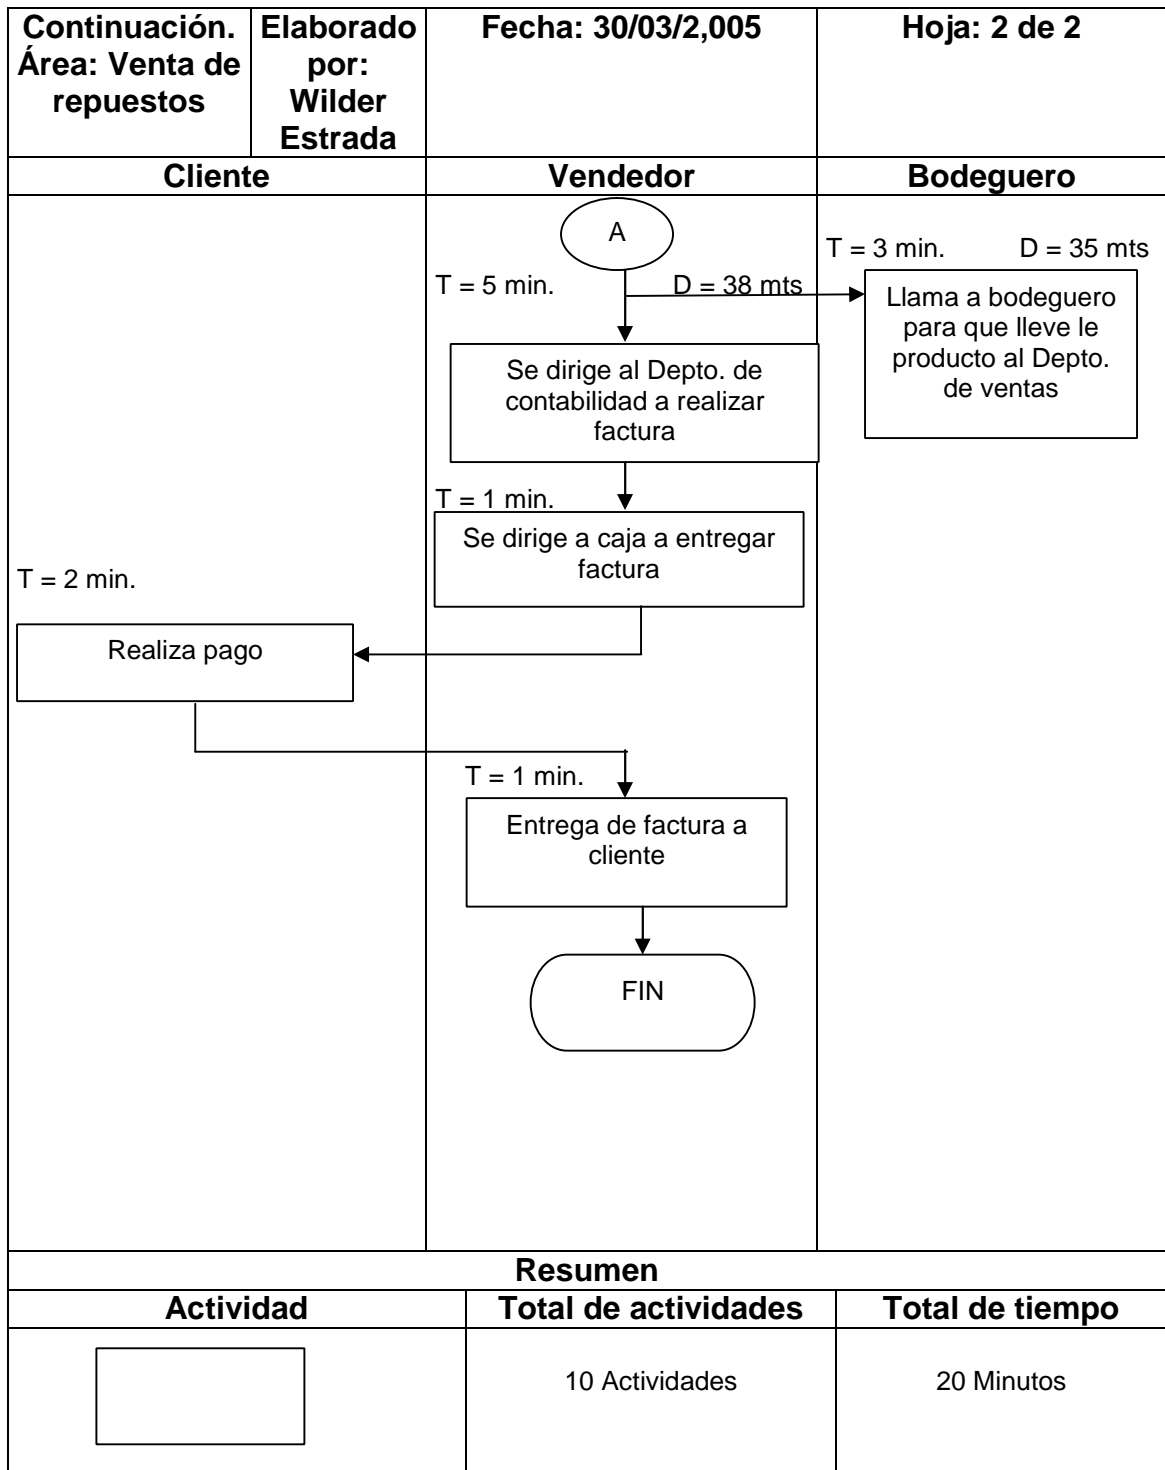 Continuación.
Área: Venta de
repuestos
Elaborado
por:
Wilder
Estrada
Fecha: 30/03/2,005
Hoja: 2 de 2
Cliente
Vendedor
Bodeguero
A
T = 5 min.
D = 38 mts
T = 3 min.
D = 35 mts
Llama a bodeguero
para que lleve le
producto al Depto.
de ventas
Se dirige al Depto. de
contabilidad a realizar
factura
T = 1 min.
Se dirige a caja a entregar
factura
T = 2 min.
Realiza pago
T = 1 min.
Entrega de factura a
cliente
FIN
Resumen
Actividad
Total de actividades
Total de tiempo
10 Actividades
20 Minutos